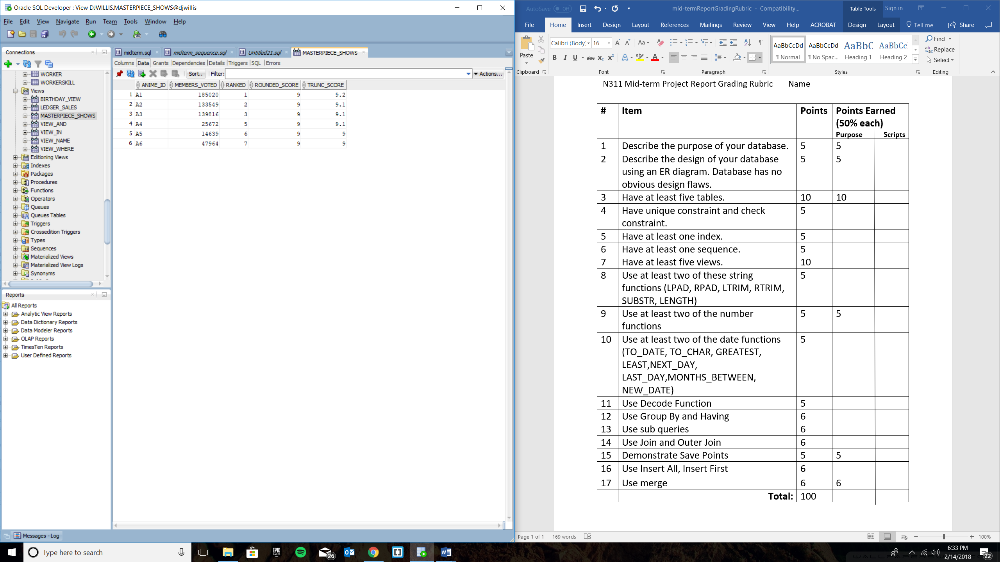 Oracle SQL Developer : View DJWILLIS.MASTERPIECE_SHOWS@djwillis
File Edit View Navigate Run Team Tools Window Help
Connections
WORKER
WORKERSKILL
Views
BIRTHDAY_VIEW
LEDGER_SALES
MASTERPIECE_SHOWS
VIEW_AND
VIEW_IN
VIEW_NAME
VIEW_WHERE
Editioning Views
Indexes
Packages
Procedures
Functions
Operators
Queues
Queues Tables
Triggers
Crossedition Triggers
Types
Sequences
Materialized Views
Materialized View Logs
Synonyms
Reports
All Reports
Analytic View Reports
Data Dictionary Reports
Data Modeler Reports
OLAP Reports
TimesTen Reports
User Defined Reports
Messages - Log
midterm.sql midterm_sequence.sql Untitled21.sql MASTERPIECE_SHOWS
Columns Data Grants Dependencies Details Triggers SQL Errors
Sort.. Filter: Actions...
ANIME_ID MEMBERS_VOTED RANKED ROUNDED_SCORE TRUNC_SCORE
1 A1 185020 1 9 9.2
2 A2 133549 2 9 9.1
3 A3 139816 3 9 9.1
4 A4 25672 5 9 9.1
5 A5 14639 6 9 9
6 A6 47964 7 9 9
AutoSave Off mid-termReportGradingRubric - Compatibility... Table Tools Sign in
File Home Insert Design Layout References Mailings Review View Help ACROBAT Design Layout Tell me Share
Paste
Calibri (Body) 16
AaBbCcDd AaBbCcDd AaBbC AaBbCc
¶ Normal ¶ No Spac... Heading 1 Heading 2
Find
Replace
Select
Clipboard Font Paragraph Styles Editing
N311 Mid-term Project Report Grading Rubric Name ________________
# Item Points Points Earned
(50% each)
Purpose Scripts
1 Describe the purpose of your database. 5 5
2 Describe the design of your database 5 5
using an ER diagram. Database has no
obvious design flaws.
3 Have at least five tables. 10 10
4 Have unique constraint and check 5
constraint.
5 Have at least one index. 5
6 Have at least one sequence. 5
7 Have at least five views. 10
8 Use at least two of these string 5
functions (LPAD, RPAD, LTRIM, RTRIM,
SUBSTR, LENGTH)
9 Use at least two of the number 5 5
functions
10 Use at least two of the date functions 5
(TO_DATE, TO_CHAR, GREATEST,
LEAST,NEXT_DAY,
LAST_DAY,MONTHS_BETWEEN,
NEW_DATE)
11 Use Decode Function 5
12 Use Group By and Having 6
13 Use sub queries 6
14 Use Join and Outer Join 6
15 Demonstrate Save Points 5 5
16 Use Insert All, Insert First 6
17 Use merge 6 6
Total: 100
Page 1 of 1 169 words 100%
Type here to search
EPIC GAMES
26
6:33 PM
2/14/2018
22